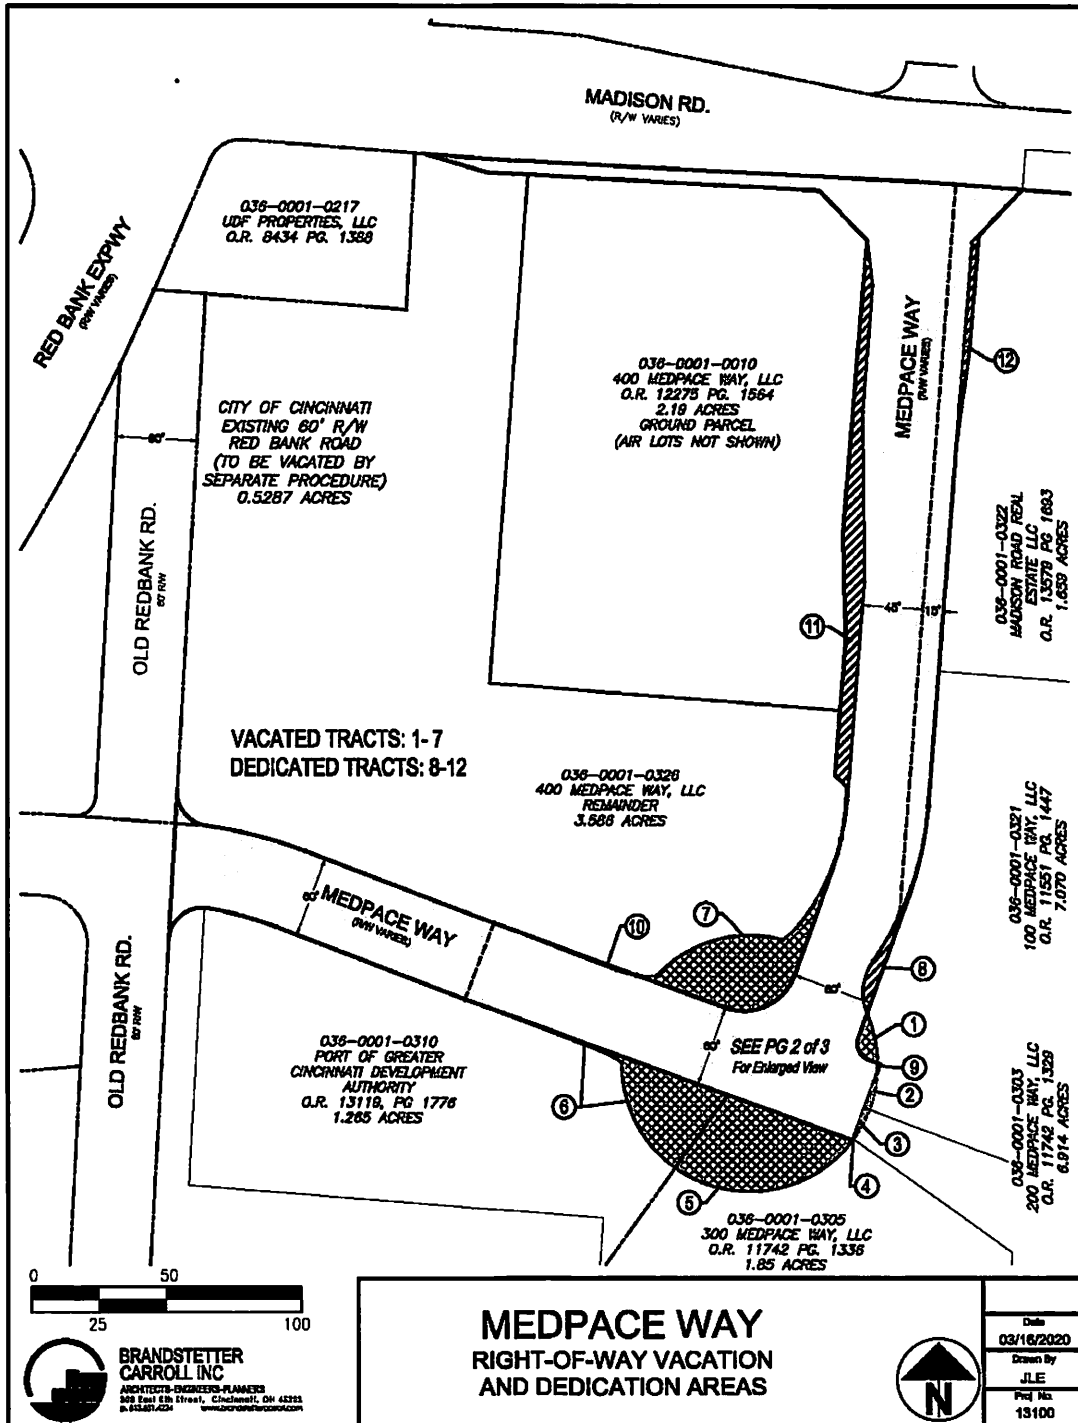 MADISON RD.
(R/W VARIES)
036-0001-0217
UDF PROPERTIES, LLC
O.R. 8434 PG. 1388
RED BANK EXPWY
(R/W VARIES)
MEDPACE WAY
(R/W VARIES)
12
036-0001-0010
400 MEDPACE WAY, LLC
O.R. 12275 PG. 1564
2.19 ACRES
GROUND PARCEL
(AIR LOTS NOT SHOWN)
CITY OF CINCINNATI
EXISTING 60' R/W
RED BANK ROAD
(TO BE VACATED BY
SEPARATE PROCEDURE)
0.5287 ACRES
60'
OLD REDBANK RD.
60' R/W
036-0001-0322
MADISON ROAD REAL
ESTATE LLC
O.R. 13579 PG 1693
1.659 ACRES
45'
15'
11
VACATED TRACTS: 1- 7
DEDICATED TRACTS: 8-12
036-0001-0326
400 MEDPACE WAY, LLC
REMAINDER
3.586 ACRES
036-0001-0321
100 MEDPACE WAY, LLC
O.R. 11551 PG. 1447
7.070 ACRES
60'
MEDPACE WAY
(R/W VARIES)
7
10
8
60'
1
OLD REDBANK RD.
60' R/W
036-0001-0310
PORT OF GREATER
CINCINNATI DEVELOPMENT
AUTHORITY
O.R. 13119, PG 1776
1.265 ACRES
60'
SEE PG 2 of 3
For Enlarged View
9
2
6
3
4
5
036-0001-0303
200 MEDPACE WAY, LLC
O.R. 11742 PG. 1329
6.914 ACRES
036-0001-0305
300 MEDPACE WAY, LLC
O.R. 11742 PG. 1336
1.85 ACRES
0 50
25 100
BRANDSTETTER
CARROLL INC
ARCHITECTS-ENGINEERS-PLANNERS
MEDPACE WAY
RIGHT-OF-WAY VACATION
AND DEDICATION AREAS
N
Date
03/16/2020
Drawn By
JLE
Proj No.
13100